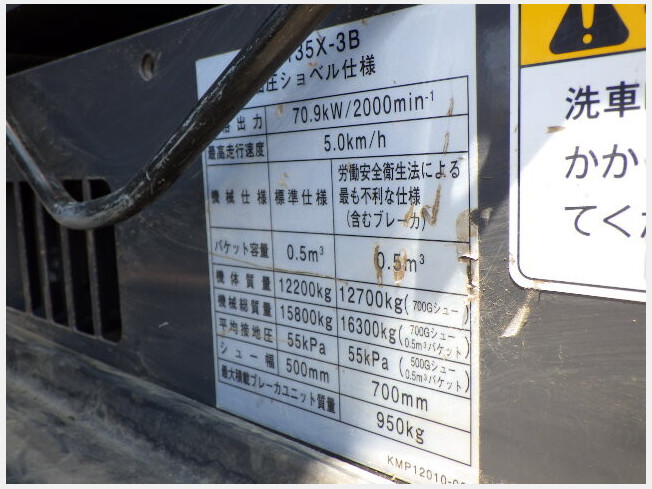 135X-3B
圧ショベル仕様
出力 70.9kW/2000min-1
最高走行速度 5.0km/h
機械仕様 標準仕様 労働安全衛生法による
最も不利な仕様
(含むブレーカ)
バケット容量 0.5m³ 0.5m³
機体質量 12200kg 12700kg(700Gシュー)
機械総質量 15800kg 16300kg(700Gシュー 0.5m³バケット)
平均接地圧 55kPa 55kPa(500Gシュー 0.5m³バケット)
シュー幅 500mm 700mm
最大積載ブレーカユニット質量 950kg
KMP12010-0
洗車
かか
てく